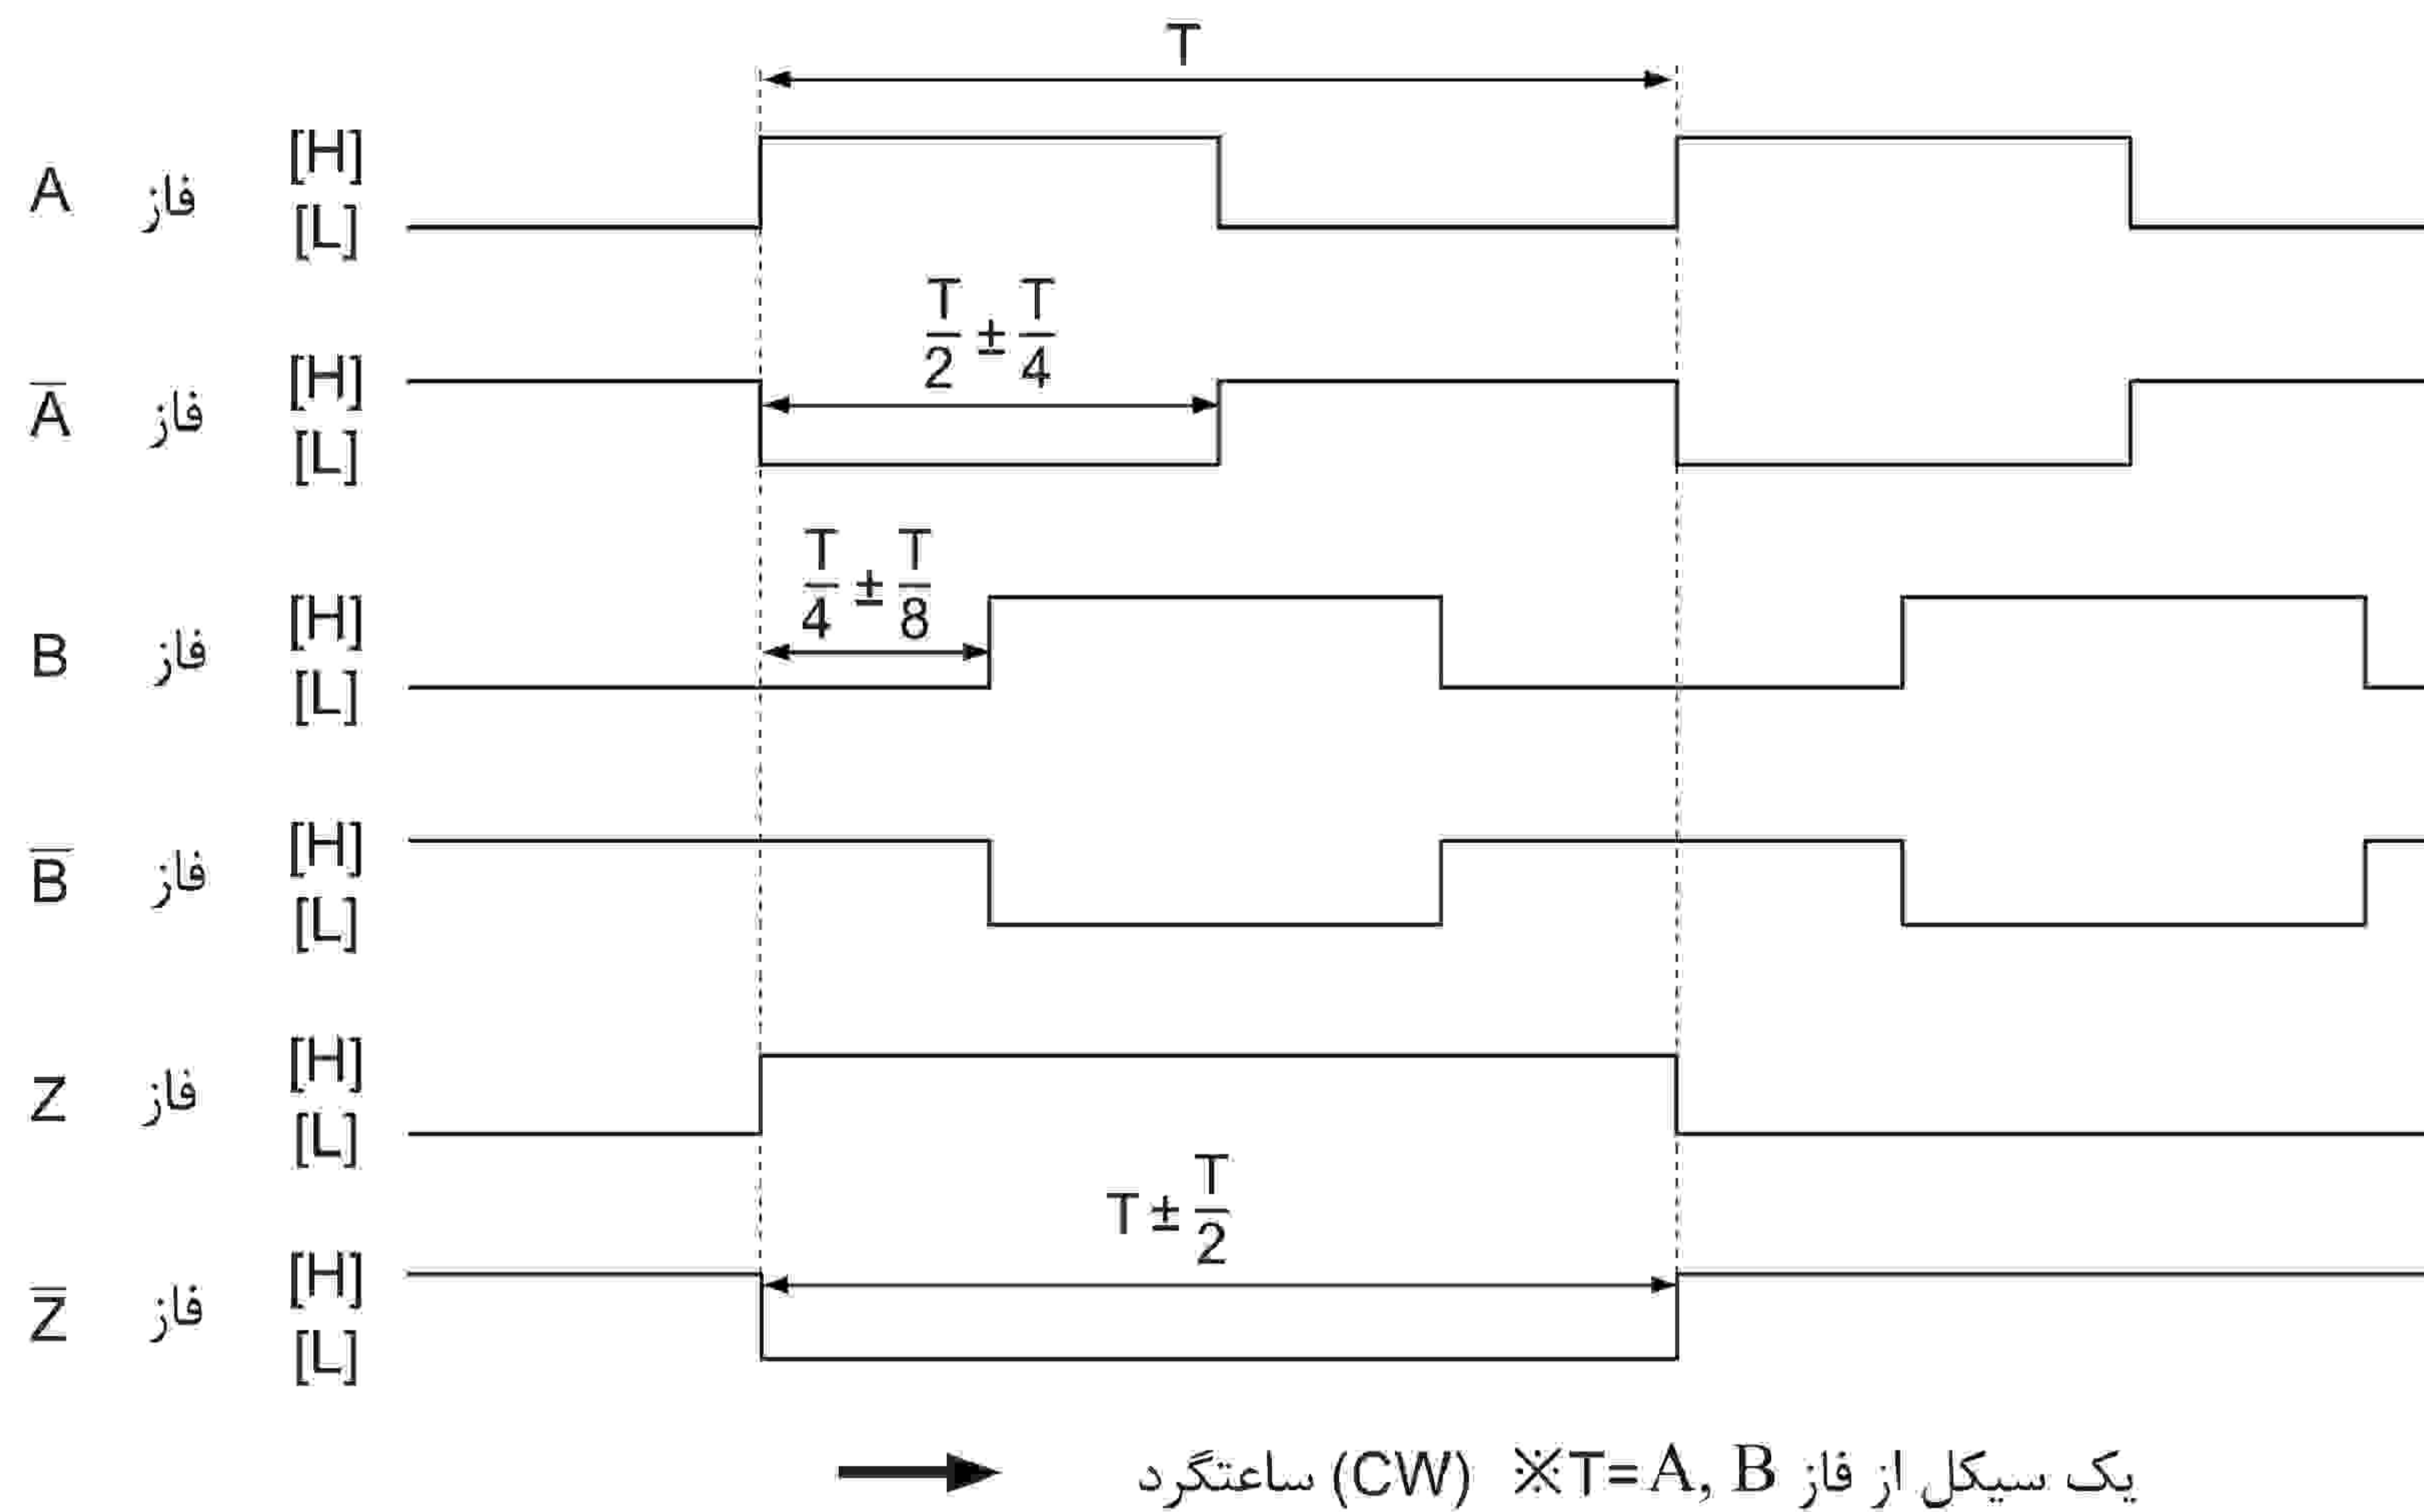 T
A فاز [H]
[L]
T/2 ± T/4
A̅ فاز [H]
[L]
T/4 ± T/8
B فاز [H]
[L]
B̅ فاز [H]
[L]
Z فاز [H]
[L]
T ± T/2
Z̅ فاز [H]
[L]
ساعتگرد (CW) ※T=A, B یک سیکل از فاز